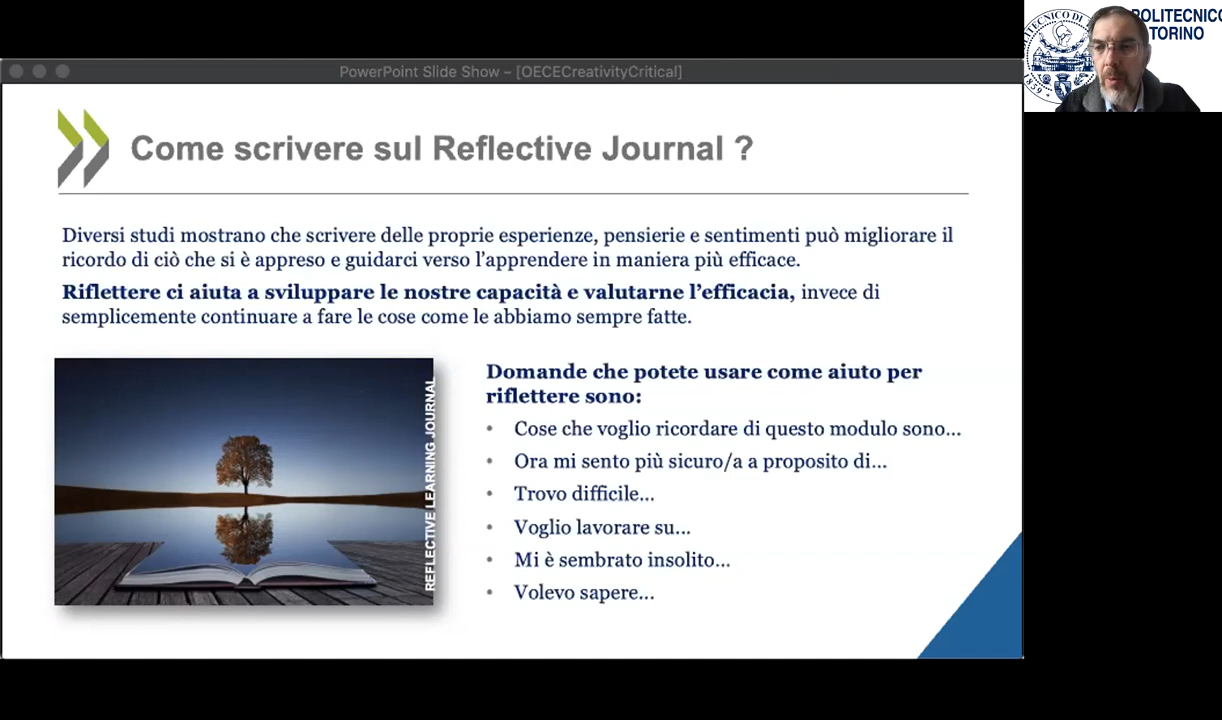 POLITECNICO
TORINO
PowerPoint Slide Show – [OECECreativityCritical]
Come scrivere sul Reflective Journal ?
Diversi studi mostrano che scrivere delle proprie esperienze, pensierie e sentimenti può migliorare il
ricordo di ciò che si è appreso e guidarci verso l’apprendere in maniera più efficace.
Riflettere ci aiuta a sviluppare le nostre capacità e valutarne l’efficacia, invece di
semplicemente continuare a fare le cose come le abbiamo sempre fatte.
REFLECTIVE LEARNING JOURNAL
Domande che potete usare come aiuto per
riflettere sono:
• Cose che voglio ricordare di questo modulo sono...
• Ora mi sento più sicuro/a a proposito di...
• Trovo difficile...
• Voglio lavorare su...
• Mi è sembrato insolito...
• Volevo sapere...